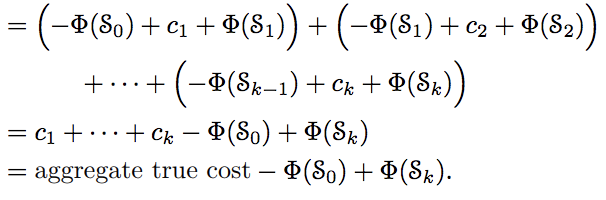 = (−Φ(𝒮₀) + c₁ + Φ(𝒮₁)) + (−Φ(𝒮₁) + c₂ + Φ(𝒮₂))
+ ⋯ + (−Φ(𝒮ₖ₋₁) + cₖ + Φ(𝒮ₖ))
= c₁ + ⋯ + cₖ − Φ(𝒮₀) + Φ(𝒮ₖ)
= aggregate true cost − Φ(𝒮₀) + Φ(𝒮ₖ).